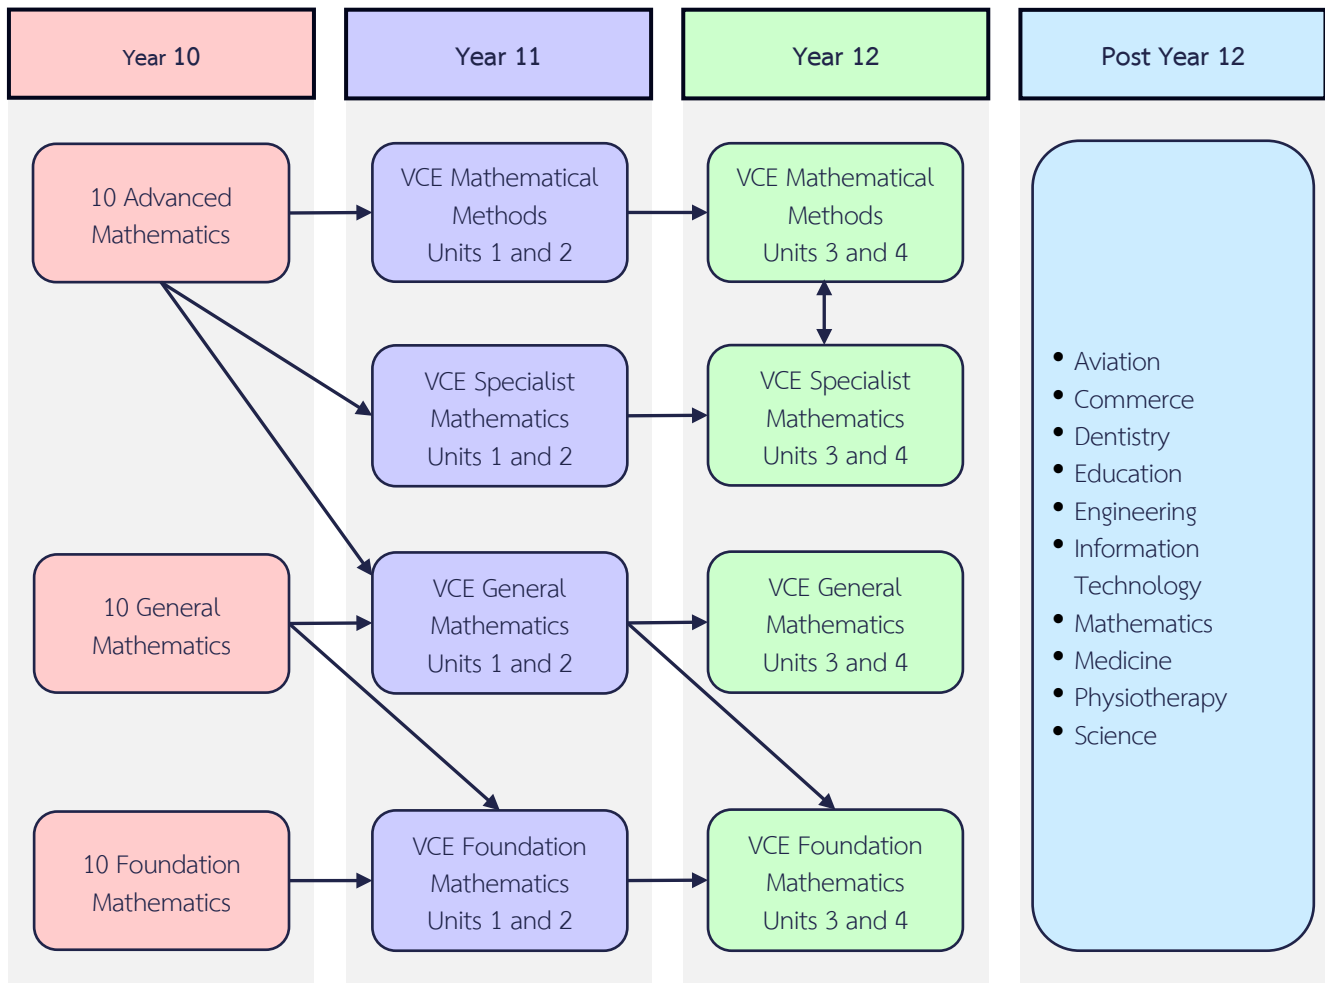 Year 10
Year 11
Year 12
Post Year 12
10 Advanced
Mathematics
VCE Mathematical
Methods
Units 1 and 2
VCE Mathematical
Methods
Units 3 and 4
VCE Specialist
Mathematics
Units 1 and 2
VCE Specialist
Mathematics
Units 3 and 4
10 General
Mathematics
VCE General
Mathematics
Units 1 and 2
VCE General
Mathematics
Units 3 and 4
10 Foundation
Mathematics
VCE Foundation
Mathematics
Units 1 and 2
VCE Foundation
Mathematics
Units 3 and 4
• Aviation
• Commerce
• Dentistry
• Education
• Engineering
• Information
Technology
• Mathematics
• Medicine
• Physiotherapy
• Science